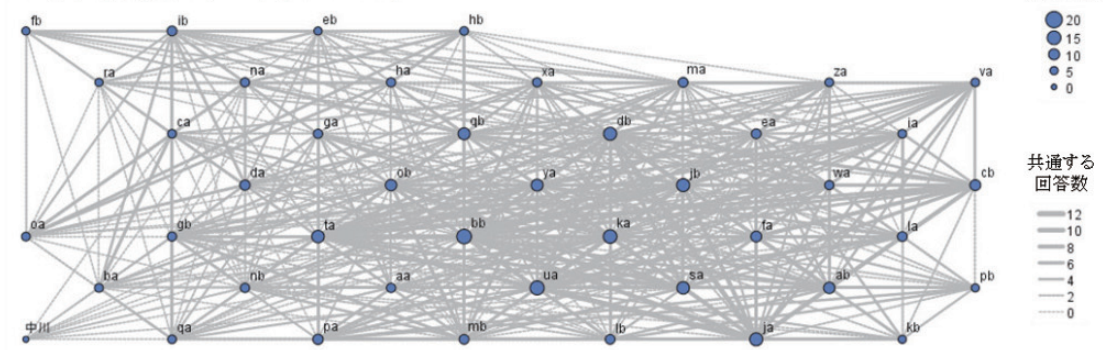 fb ib eb hb
ra na ha xa ma za va
ca ga qb db ea ia
da ob ya jb wa cb
oa gb ta bb ka fa la
ba nb aa ua sa ab pb
中川 qa pa mb lb ja kb
20
15
10
5
0
共通する
回答数
12
10
8
6
4
2
0